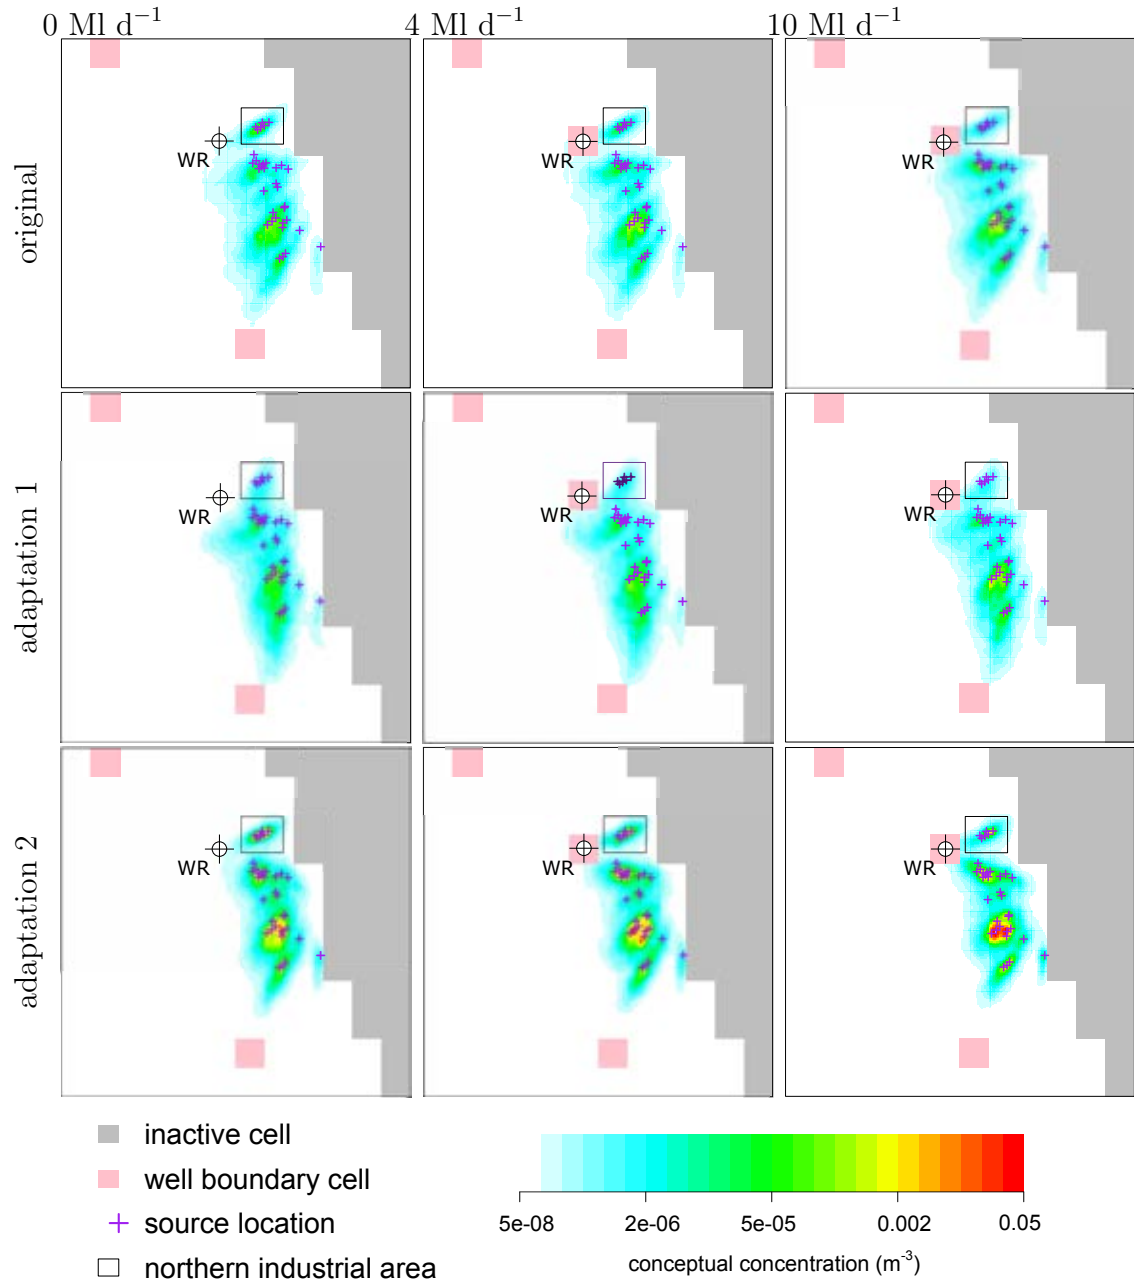 0 Ml d⁻¹ 4 Ml d⁻¹ 10 Ml d⁻¹
original
WR WR WR
adaptation 1
WR WR WR
adaptation 2
WR WR WR
inactive cell
well boundary cell
source location
northern industrial area
5e-08 2e-06 5e-05 0.002 0.05
conceptual concentration (m⁻³)